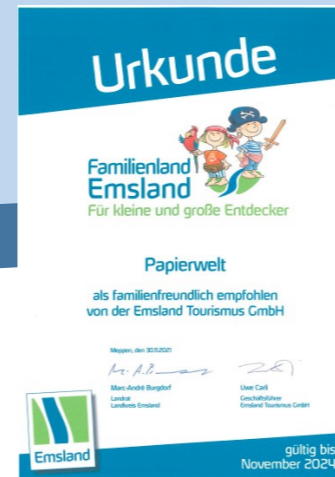 Urkunde
Familienland
Emsland
Für kleine und große Entdecker
Papierwelt
als familienfreundlich empfohlen
von der Emsland Tourismus GmbH
Meppen, den 30.11.2021
Marc-André Burgdorf
Uwe Carli
Landrat
Geschäftsführer
Landkreis Emsland
Emsland Tourismus GmbH
Emsland
gültig bis
November 2024